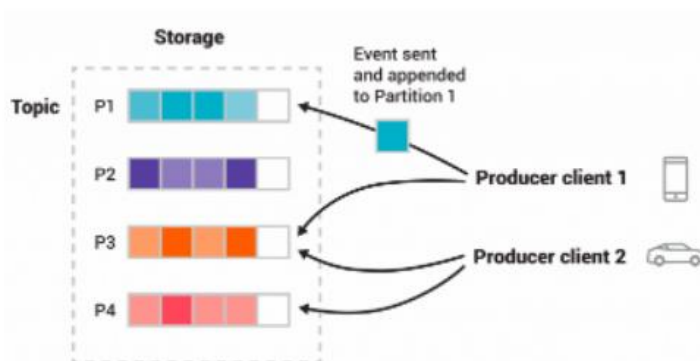 Storage
Event sent
and appended
to Partition 1
Topic
P1
P2
Producer client 1
P3
Producer client 2
P4